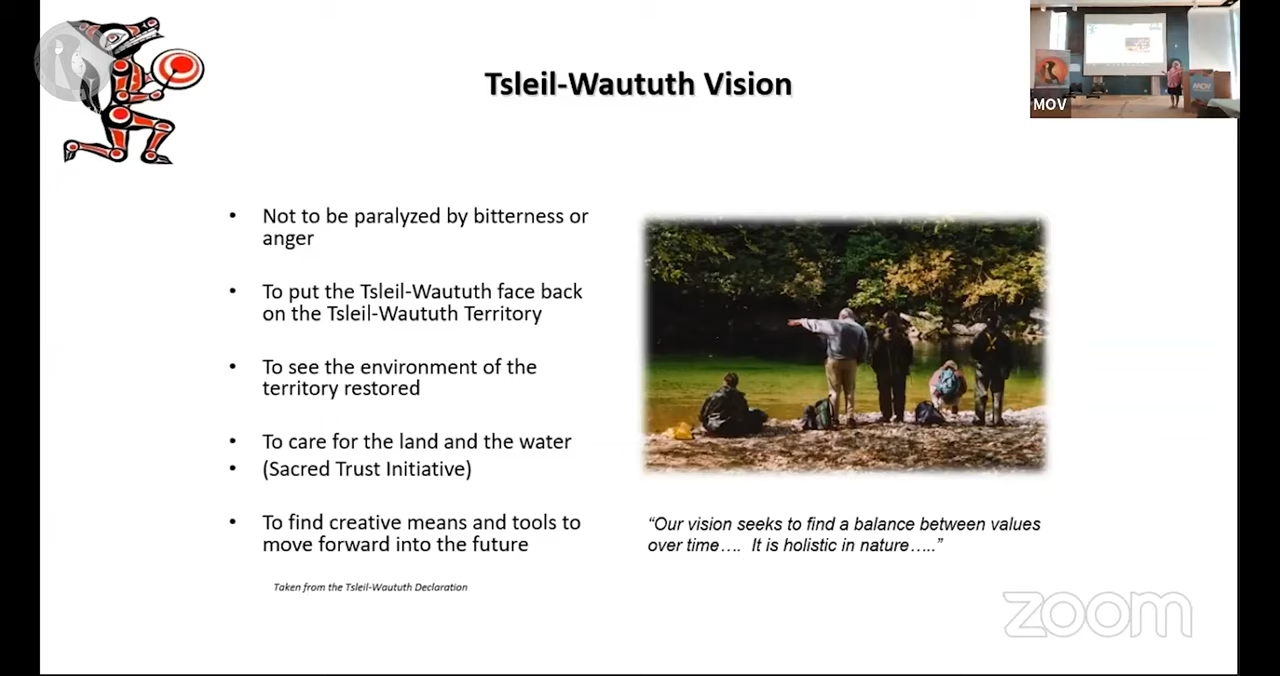 Tsleil-Waututh Vision
MOV
• Not to be paralyzed by bitterness or
anger
• To put the Tsleil-Waututh face back
on the Tsleil-Waututh Territory
• To see the environment of the
territory restored
• To care for the land and the water
• (Sacred Trust Initiative)
• To find creative means and tools to
move forward into the future
Taken from the Tsleil-Waututh Declaration
“Our vision seeks to find a balance between values
over time…. It is holistic in nature…..”
zoom